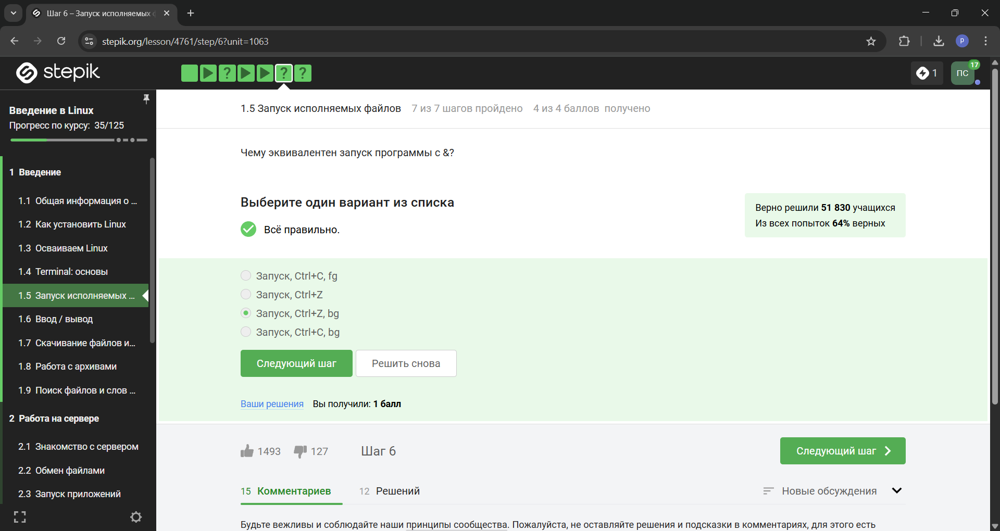 Шаг 6 – Запуск исполняемых
stepik.org/lesson/4761/step/6?unit=1063
P
stepik
?
?
?
1
ПС
17
Введение в Linux
Прогресс по курсу: 35/125
1 Введение
1.1 Общая информация о ...
1.2 Как установить Linux
1.3 Осваиваем Linux
1.4 Terminal: основы
1.5 Запуск исполняемых ...
1.6 Ввод / вывод
1.7 Скачивание файлов и...
1.8 Работа с архивами
1.9 Поиск файлов и слов ...
2 Работа на сервере
2.1 Знакомство с сервером
2.2 Обмен файлами
2.3 Запуск приложений
1.5 Запуск исполняемых файлов 7 из 7 шагов пройдено 4 из 4 баллов получено
Чему эквивалентен запуск программы с &?
Выберите один вариант из списка
Всё правильно.
Верно решили 51 830 учащихся
Из всех попыток 64% верных
Запуск, Ctrl+C, fg
Запуск, Ctrl+Z
Запуск, Ctrl+Z, bg
Запуск, Ctrl+C, bg
Следующий шаг
Решить снова
Ваши решения Вы получили: 1 балл
1493
127
Шаг 6
Следующий шаг
15 Комментариев
12 Решений
Новые обсуждения
Будьте вежливы и соблюдайте наши принципы сообщества. Пожалуйста, не оставляйте решения и подсказки в комментариях, для этого есть